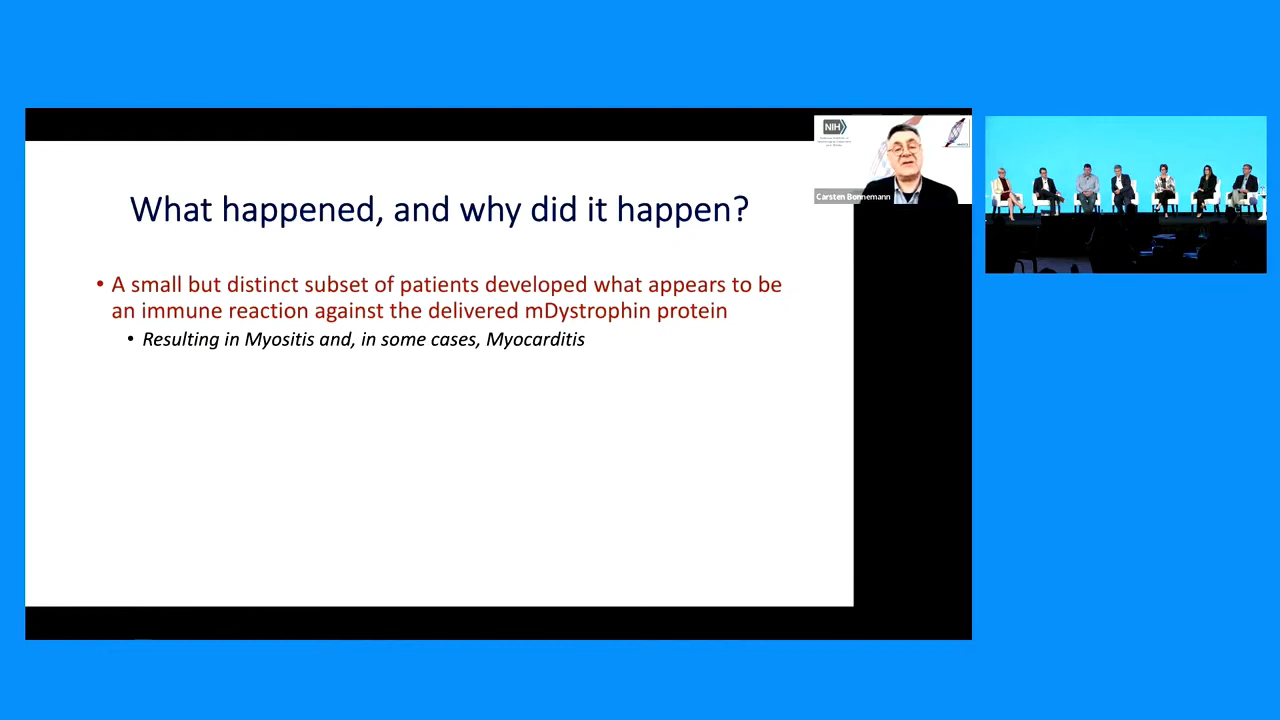 What happened, and why did it happen?
• A small but distinct subset of patients developed what appears to be
an immune reaction against the delivered mDystrophin protein
• Resulting in Myositis and, in some cases, Myocarditis
NIH
Carsten Bonnemann